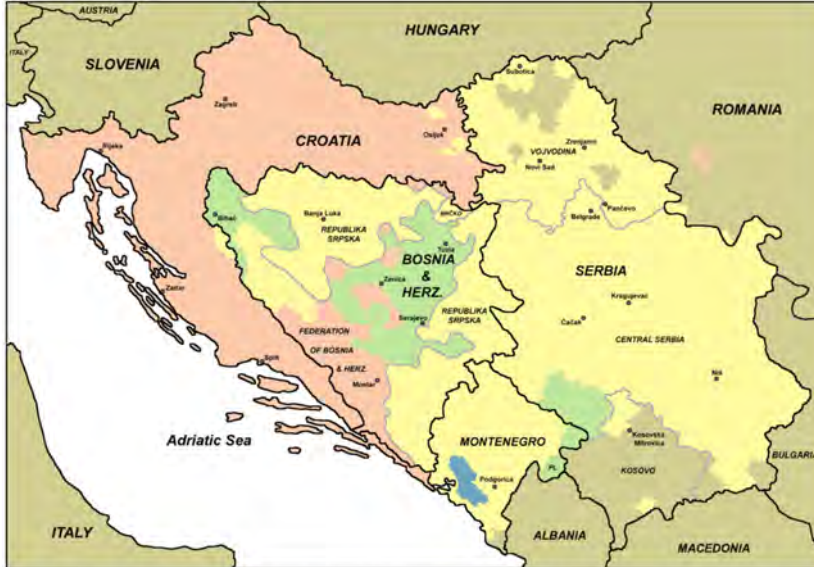 AUSTRIA
HUNGARY
ITALY
SLOVENIA
Subotica
ROMANIA
Zagreb
CROATIA
Osijek
Zrenjanin
VOJVODINA
Novi Sad
Rijeka
Pančevo
Belgrade
Bihać
Banja Luka
BRČKO
REPUBLIKA
SRPSKA
Tuzla
BOSNIA
&
HERZ.
Zenica
SERBIA
Zadar
Kragujevac
REPUBLIKA
SRPSKA
Sarajevo
Čačak
FEDERATION
OF BOSNIA
& HERZ.
CENTRAL SERBIA
Split
Mostar
Niš
Adriatic Sea
MONTENEGRO
Kosovska
Mitrovica
PL.
KOSOVO
BULGARIA
Podgorica
ITALY
ALBANIA
MACEDONIA